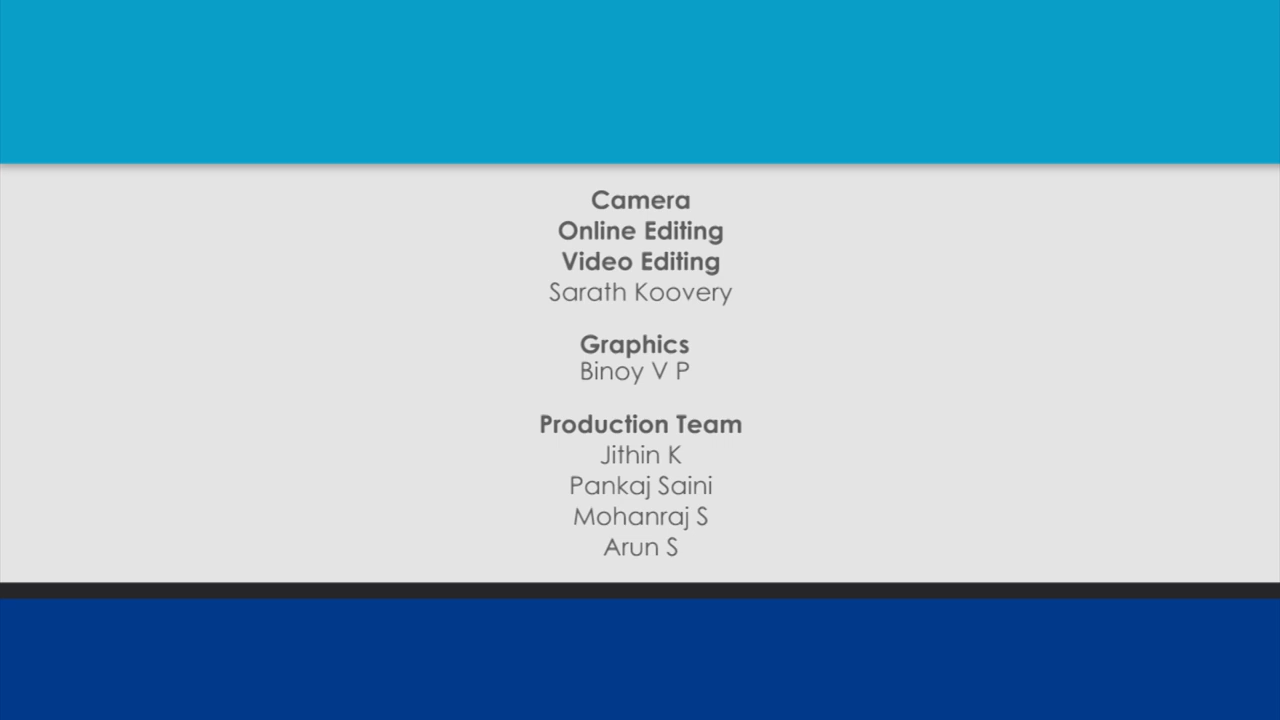 Camera
Online Editing
Video Editing
Sarath Koovery
Graphics
Binoy V P
Production Team
Jithin K
Pankaj Saini
Mohanraj S
Arun S